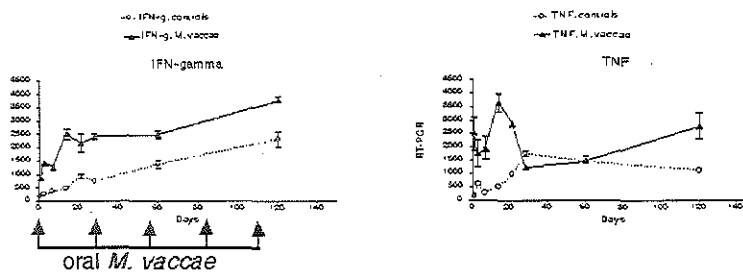 IFN-g. controls
IFN-g. M. vaccae
IFN-gamma
4500
4000
3500
3000
2500
2000
1500
1000
500
0
0 20 40 60 80 100 120 140
Days
oral M. vaccae
TNF. controls
TNF. M. vaccae
TNF
RT-PCR
4500
4000
3500
3000
2500
2000
1500
1000
500
0
0 20 40 60 80 100 120 140
Days